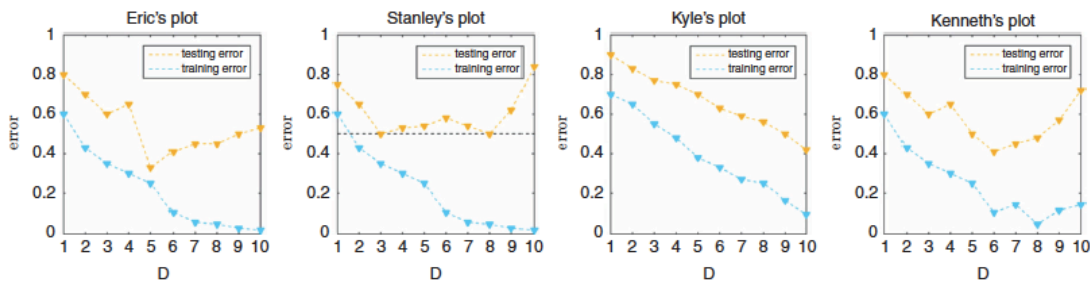 Eric's plot
1
0.8
0.6
0.4
0.2
0
error
testing error
training error
1 2 3 4 5 6 7 8 9 10
D
Stanley's plot
1
0.8
0.6
0.4
0.2
0
error
testing error
training error
1 2 3 4 5 6 7 8 9 10
D
Kyle's plot
1
0.8
0.6
0.4
0.2
0
error
testing error
training error
1 2 3 4 5 6 7 8 9 10
D
Kenneth's plot
1
0.8
0.6
0.4
0.2
0
error
testing error
training error
1 2 3 4 5 6 7 8 9 10
D